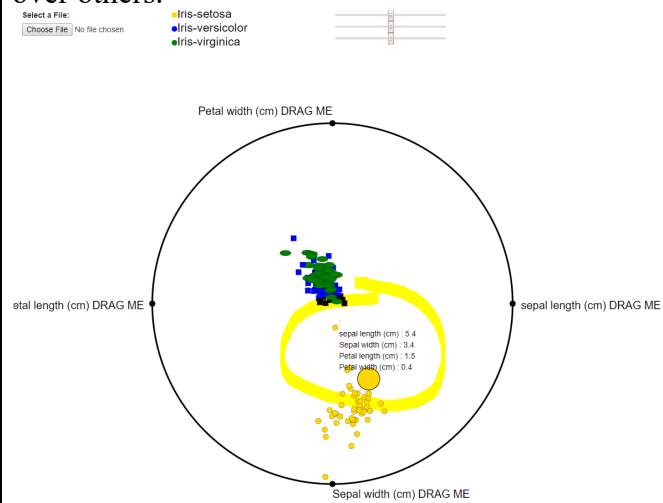 over others.
Select a File:
Choose File No file chosen
Iris-setosa
Iris-versicolor
Iris-virginica
Petal width (cm) DRAG ME
etal length (cm) DRAG ME
sepal length (cm) DRAG ME
sepal length (cm) : 5.4
Sepal width (cm) : 3.4
Petal length (cm) : 1.5
Petal width (cm) : 0.4
Sepal width (cm) DRAG ME